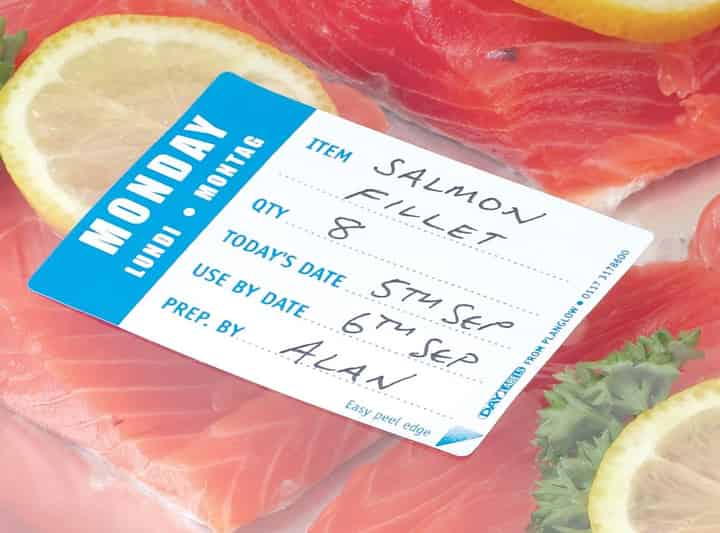 MONDAY
LUNDI • MONTAG
ITEM SALMON
FILLET
QTY 8
TODAY'S DATE 5TH SEP
USE BY DATE 6TH SEP
PREP. BY ALAN
Easy peel edge
DAYLABELS FROM PLANGLOW • 0117 3178600